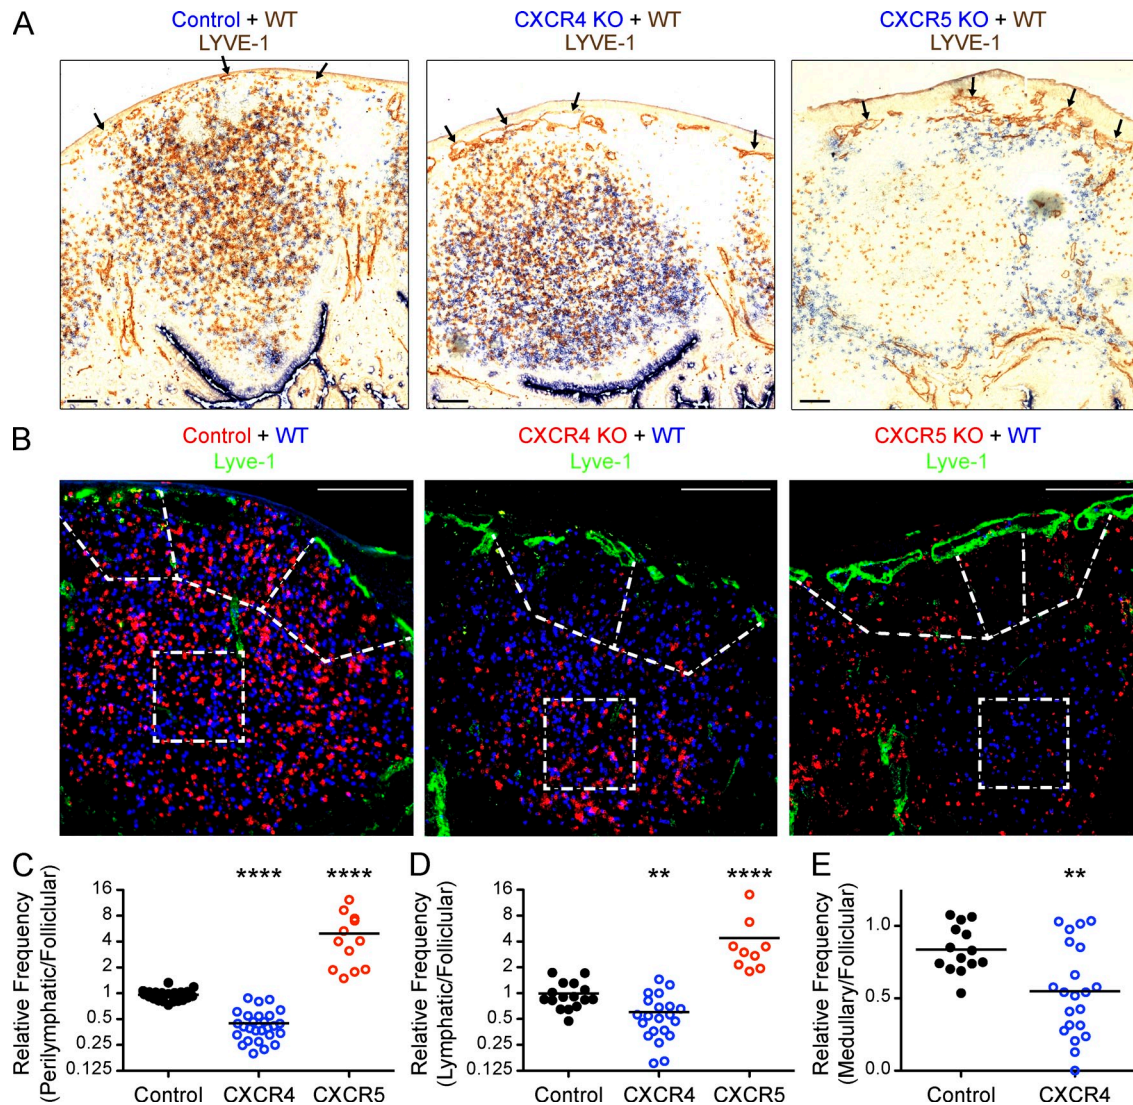 A
Control + WT
LYVE-1
CXCR4 KO + WT
LYVE-1
CXCR5 KO + WT
LYVE-1
B
Control + WT
Lyve-1
CXCR4 KO + WT
Lyve-1
CXCR5 KO + WT
Lyve-1
C
Relative Frequency
(Perilymphatic/Follicular)
16
8
4
2
1
0.5
0.25
0.125
****
****
Control
CXCR4
CXCR5
D
Relative Frequency
(Lymphatic/Follicular)
16
8
4
2
1
0.5
0.25
0.125
**
****
Control
CXCR4
CXCR5
E
Relative Frequency
(Medullary/Follicluar)
1.0
0.5
0.0
**
Control
CXCR4